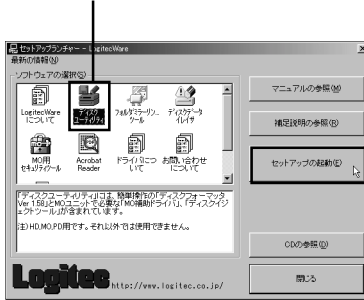 セットアップランチャー - LogitecWare
最新の情報(N)
ソフトウェアの選択(S)
LogitecWare について
ディスクユーティリティ
フォルダミラーリングツール
ディスクデータイレイサ
MO用 セキュリティツール
Acrobat Reader
ドライバについて
お問い合わせについて
「ディスクユーティリティ」には、簡単操作の「ディスクフォーマッタ
Ver 1.58」とMOユニットで必要な「MO補助ドライバ」、「ディスクイジ
ェクトツール」が含まれています。
注) HD,MO,PD用です。それ以外では使用できません。
マニュアルの参照(M)
補足説明の参照(R)
セットアップの起動(E)
CDの参照(D)
閉じる
Logitec http://www.logitec.co.jp/